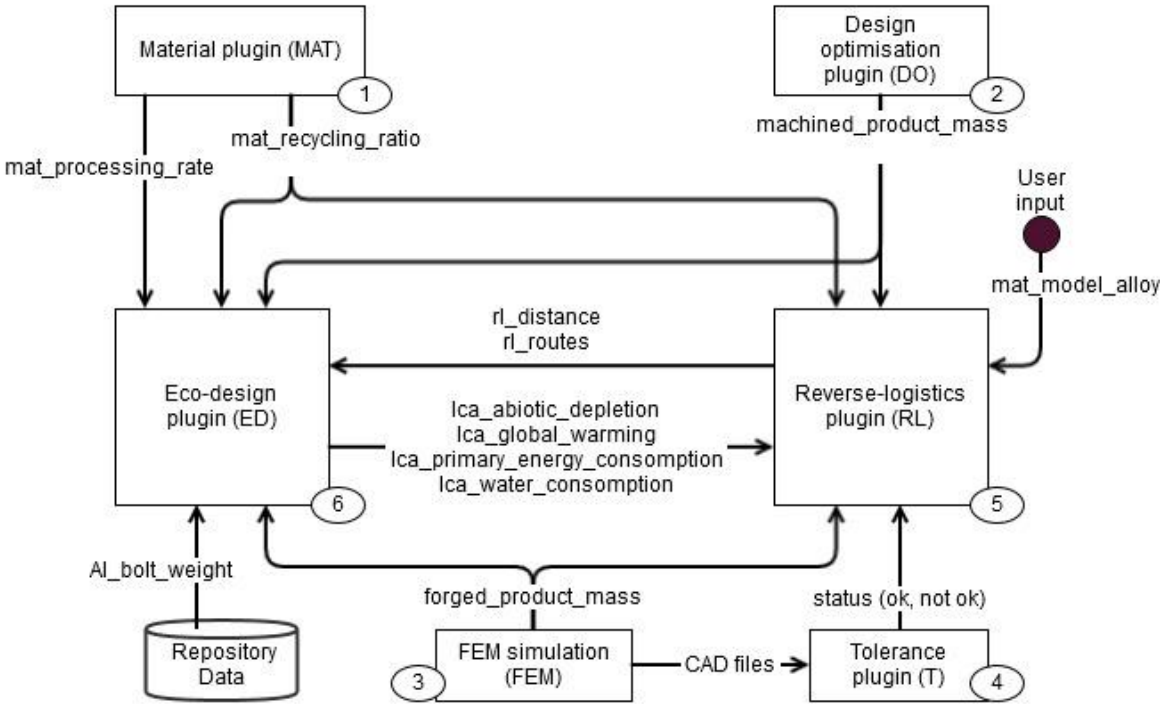 Material plugin (MAT)
1
Design
optimisation
plugin (DO)
2
mat_recycling_ratio
machined_product_mass
mat_processing_rate
User
input
mat_model_alloy
rl_distance
rl_routes
Eco-design
plugin (ED)
6
lca_abiotic_depletion
lca_global_warming
lca_primary_energy_consomption
lca_water_consomption
Reverse-logistics
plugin (RL)
5
Al_bolt_weight
forged_product_mass
status (ok, not ok)
Repository
Data
FEM simulation
(FEM)
3
CAD files
Tolerance
plugin (T)
4